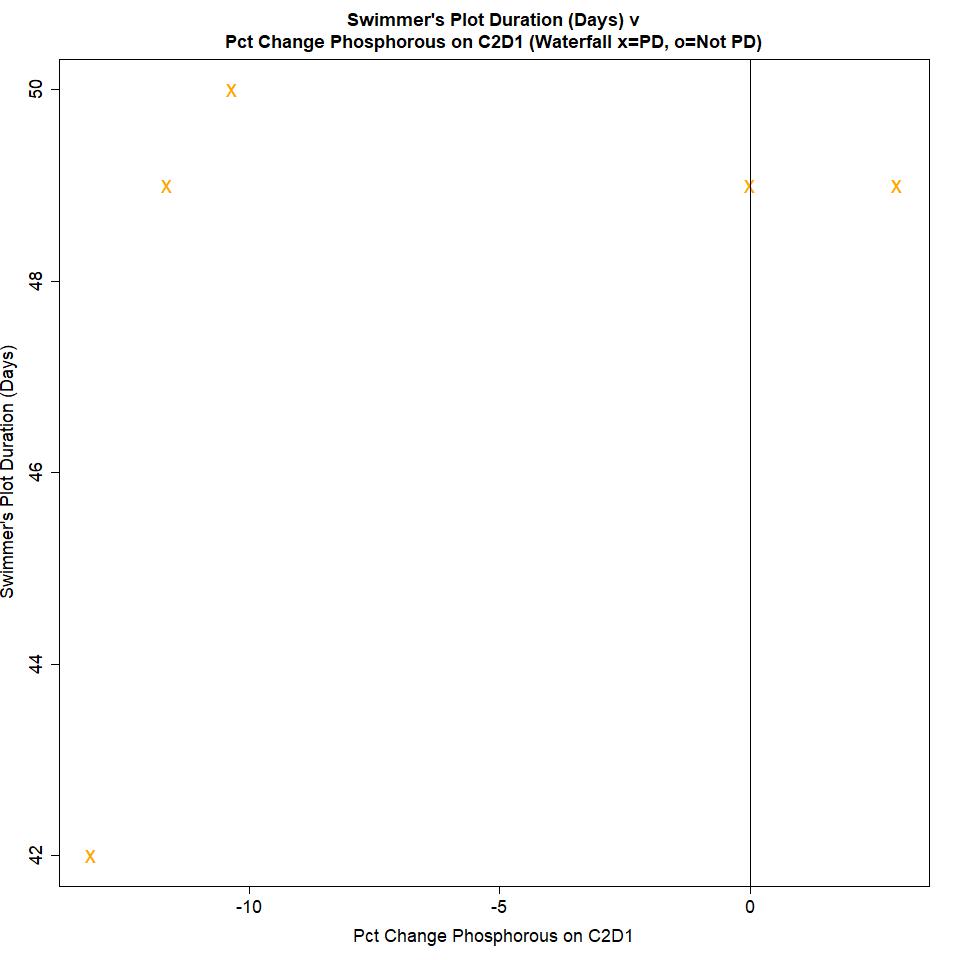 Swimmer's Plot Duration (Days) v
Pct Change Phosphorous on C2D1 (Waterfall x=PD, o=Not PD)
Swimmer's Plot Duration (Days)
50
48
46
44
42
X
X
X
X
X
-10
-5
0
Pct Change Phosphorous on C2D1